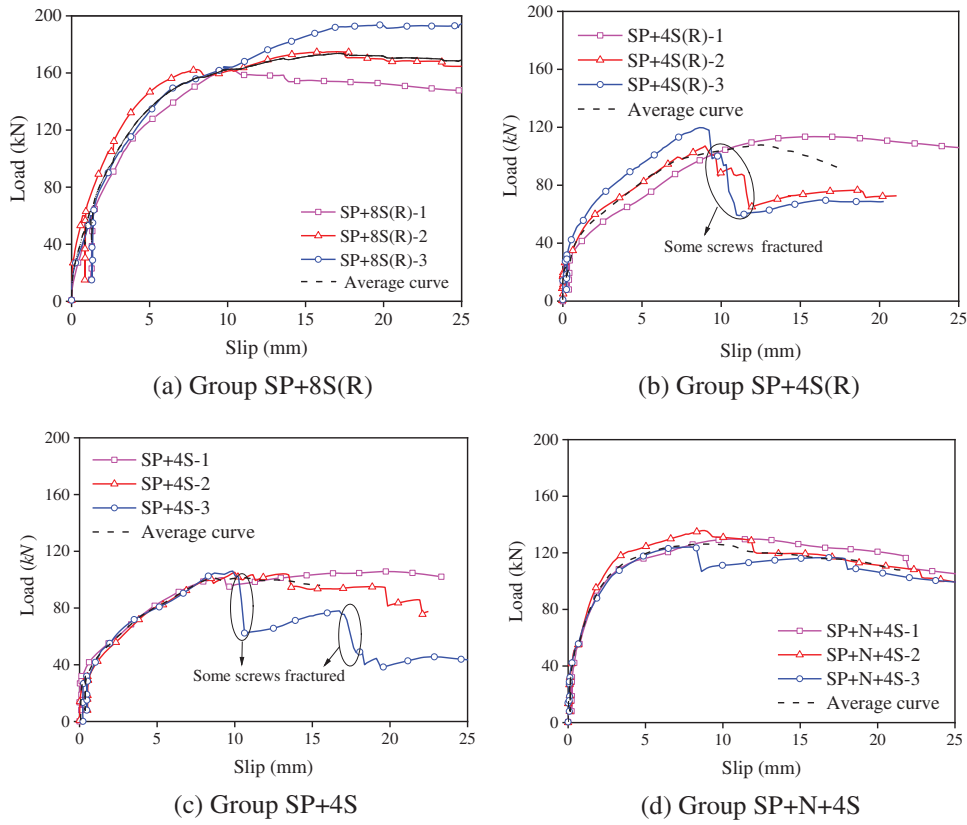 200
160
120
80
40
0
Load (kN)
SP+8S(R)-1
SP+8S(R)-2
SP+8S(R)-3
Average curve
0 5 10 15 20 25
Slip (mm)
(a) Group SP+8S(R)
200
160
120
80
40
0
Load (kN)
SP+4S(R)-1
SP+4S(R)-2
SP+4S(R)-3
Average curve
Some screws fractured
0 5 10 15 20 25
Slip (mm)
(b) Group SP+4S(R)
200
160
120
80
40
0
Load (kN)
SP+4S-1
SP+4S-2
SP+4S-3
Average curve
Some screws fractured
0 5 10 15 20 25
Slip (mm)
(c) Group SP+4S
200
160
120
80
40
0
Load (kN)
SP+N+4S-1
SP+N+4S-2
SP+N+4S-3
Average curve
0 5 10 15 20 25
Slip (mm)
(d) Group SP+N+4S